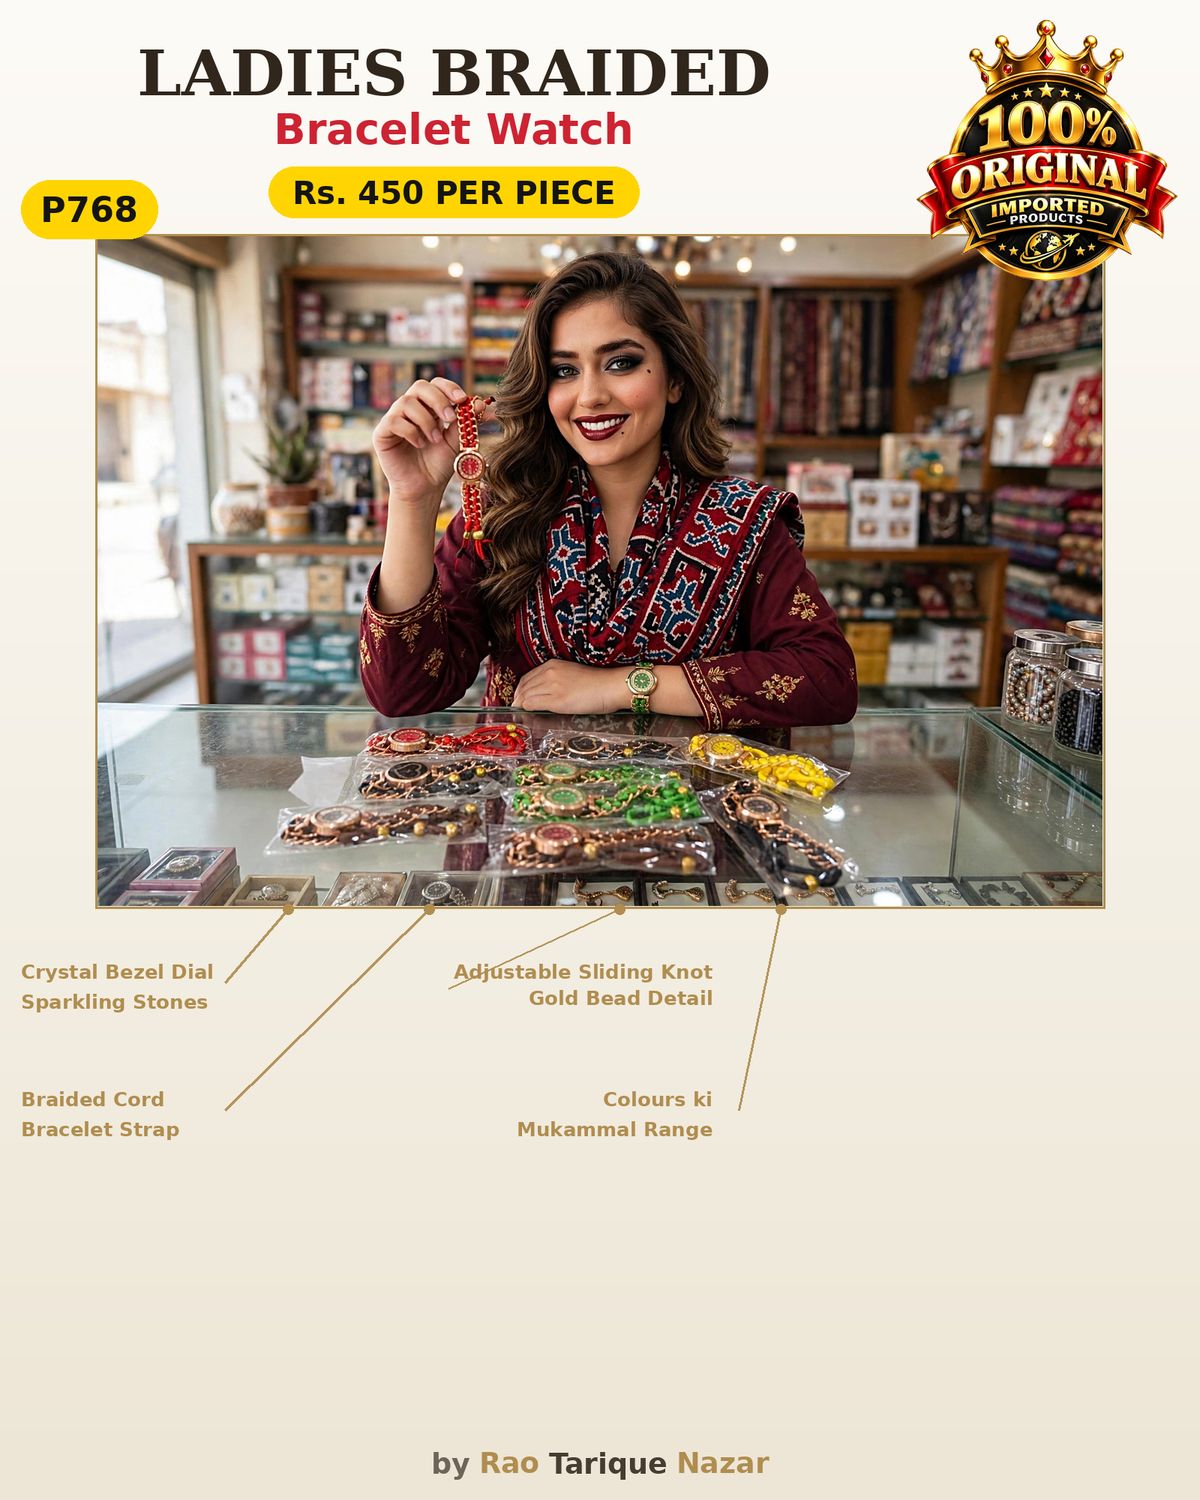 LADIES BRAIDED
Bracelet Watch
Rs. 450 PER PIECE
P768
100%
ORIGINAL
IMPORTED
PRODUCTS
Crystal Bezel Dial
Sparkling Stones
Adjustable Sliding Knot
Gold Bead Detail
Braided Cord
Bracelet Strap
Colours ki
Mukammal Range
by Rao Tarique Nazar